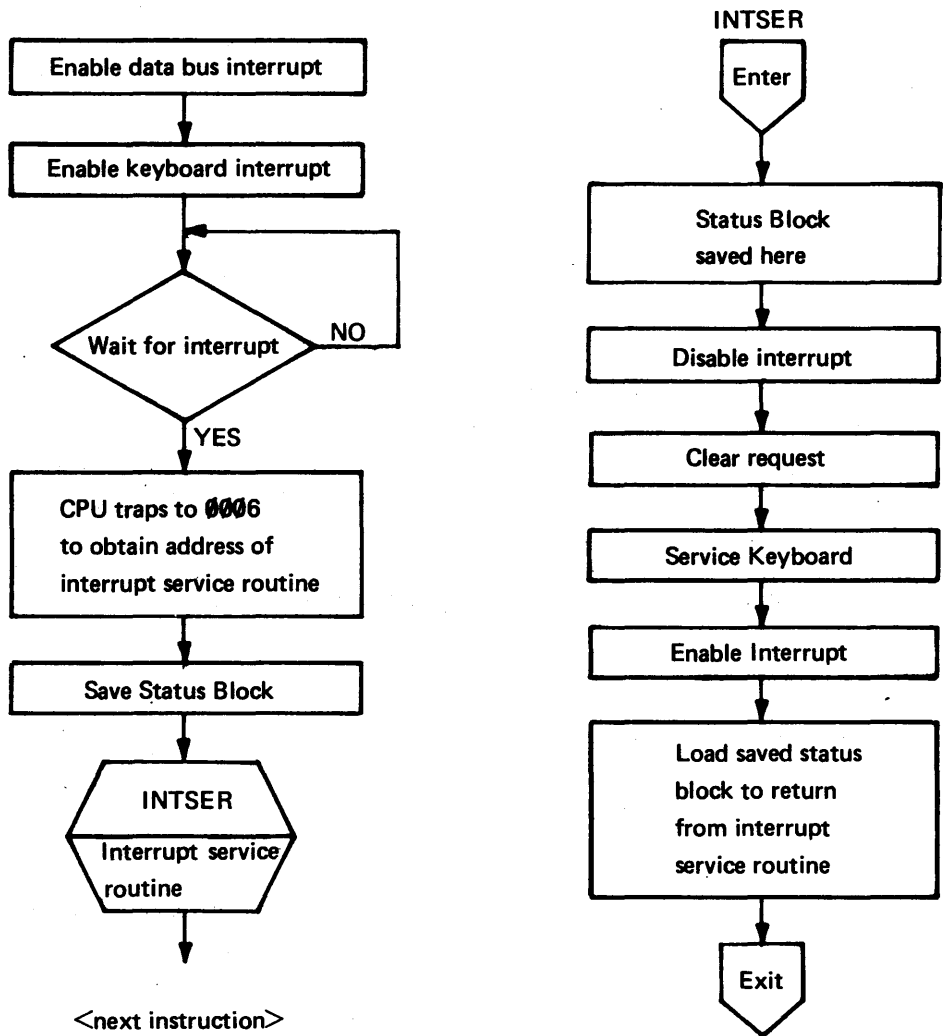 Enable data bus interrupt
Enable keyboard interrupt
Wait for interrupt
NO
YES
CPU traps to 0006
to obtain address of
interrupt service routine
Save Status Block
INTSER
Interrupt service
routine
<next instruction>
INTSER
Enter
Status Block
saved here
Disable interrupt
Clear request
Service Keyboard
Enable Interrupt
Load saved status
block to return
from interrupt
service routine
Exit